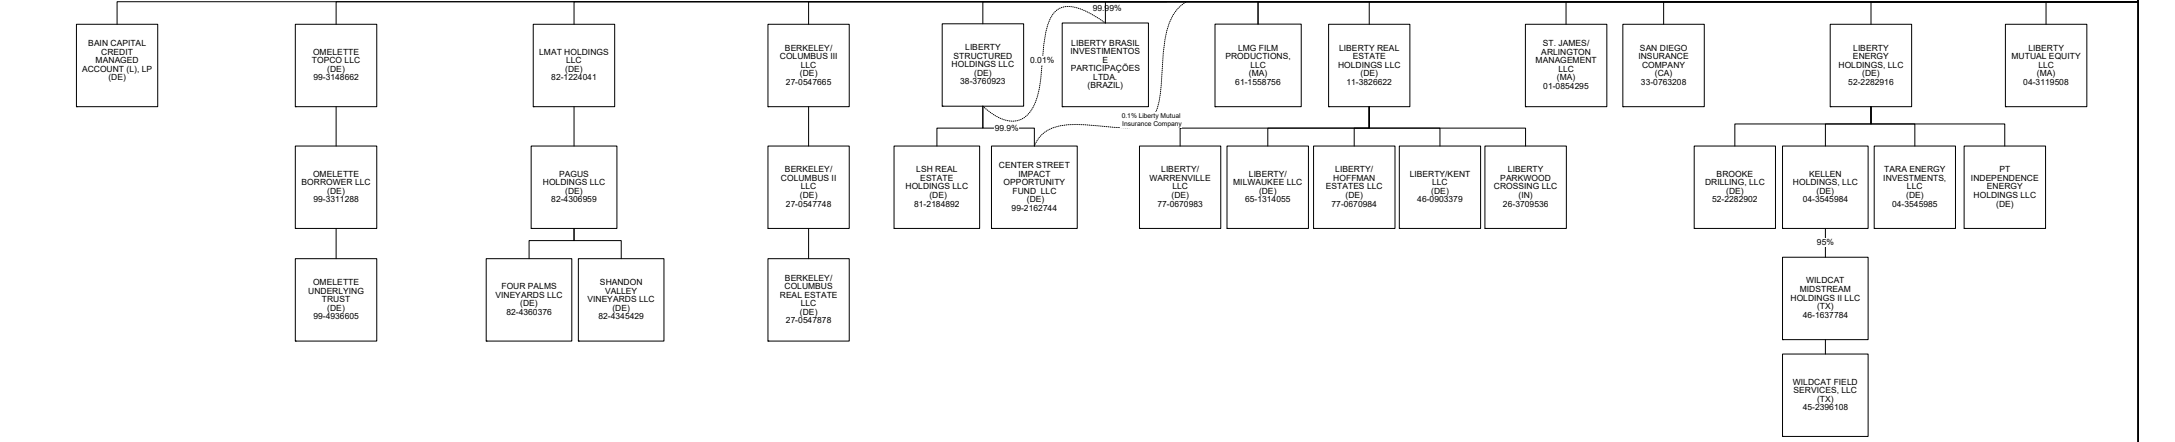 99.99%
BAIN CAPITAL
CREDIT
MANAGED
ACCOUNT (L), LP
(DE)
OMELETTE
TOPCO LLC
(DE)
99-3148662
LMAT HOLDINGS
LLC
(DE)
82-1224041
BERKELEY/
COLUMBUS III
LLC
(DE)
27-0547665
LIBERTY
STRUCTURED
HOLDINGS LLC
(DE)
38-3760923
0.01%
LIBERTY BRASIL
INVESTIMENTOS
E
PARTICIPAÇÕES
LTDA.
(BRAZIL)
LMG FILM
PRODUCTIONS,
LLC
(MA)
61-1558756
LIBERTY REAL
ESTATE
HOLDINGS LLC
(DE)
11-3826622
ST. JAMES/
ARLINGTON
MANAGEMENT
LLC
(MA)
01-0854295
SAN DIEGO
INSURANCE
COMPANY
(CA)
33-0763208
LIBERTY
ENERGY
HOLDINGS, LLC
(DE)
52-2282916
LIBERTY
MUTUAL EQUITY
LLC
(MA)
04-3119508
99.9%
0.1% Liberty Mutual
Insurance Company
OMELETTE
BORROWER LLC
(DE)
99-3311288
PAGUS
HOLDINGS LLC
(DE)
82-4306959
BERKELEY/
COLUMBUS II
LLC
(DE)
27-0547748
LSH REAL
ESTATE
HOLDINGS LLC
(DE)
81-2184892
CENTER STREET
IMPACT
OPPORTUNITY
FUND LLC
(DE)
99-2162744
LIBERTY/
WARRENVILLE
LLC
(DE)
77-0670983
LIBERTY/
MILWAUKEE LLC
(DE)
65-1314055
LIBERTY/
HOFFMAN
ESTATES LLC
(DE)
77-0670984
LIBERTY/KENT
LLC
(DE)
46-0903379
LIBERTY
PARKWOOD
CROSSING LLC
(IN)
26-3709536
BROOKE
DRILLING, LLC
(DE)
52-2282902
KELLEN
HOLDINGS, LLC
(DE)
04-3545984
TARA ENERGY
INVESTMENTS,
LLC
(DE)
04-3545985
PT
INDEPENDENCE
ENERGY
HOLDINGS LLC
(DE)
95%
OMELETTE
UNDERLYING
TRUST
(DE)
99-4936605
FOUR PALMS
VINEYARDS LLC
(DE)
82-4360376
SHANDON
VALLEY
VINEYARDS LLC
(DE)
82-4345429
BERKELEY/
COLUMBUS
REAL ESTATE
LLC
(DE)
27-0547878
WILDCAT
MIDSTREAM
HOLDINGS II LLC
(TX)
46-1637784
WILDCAT FIELD
SERVICES, LLC
(TX)
45-2396108